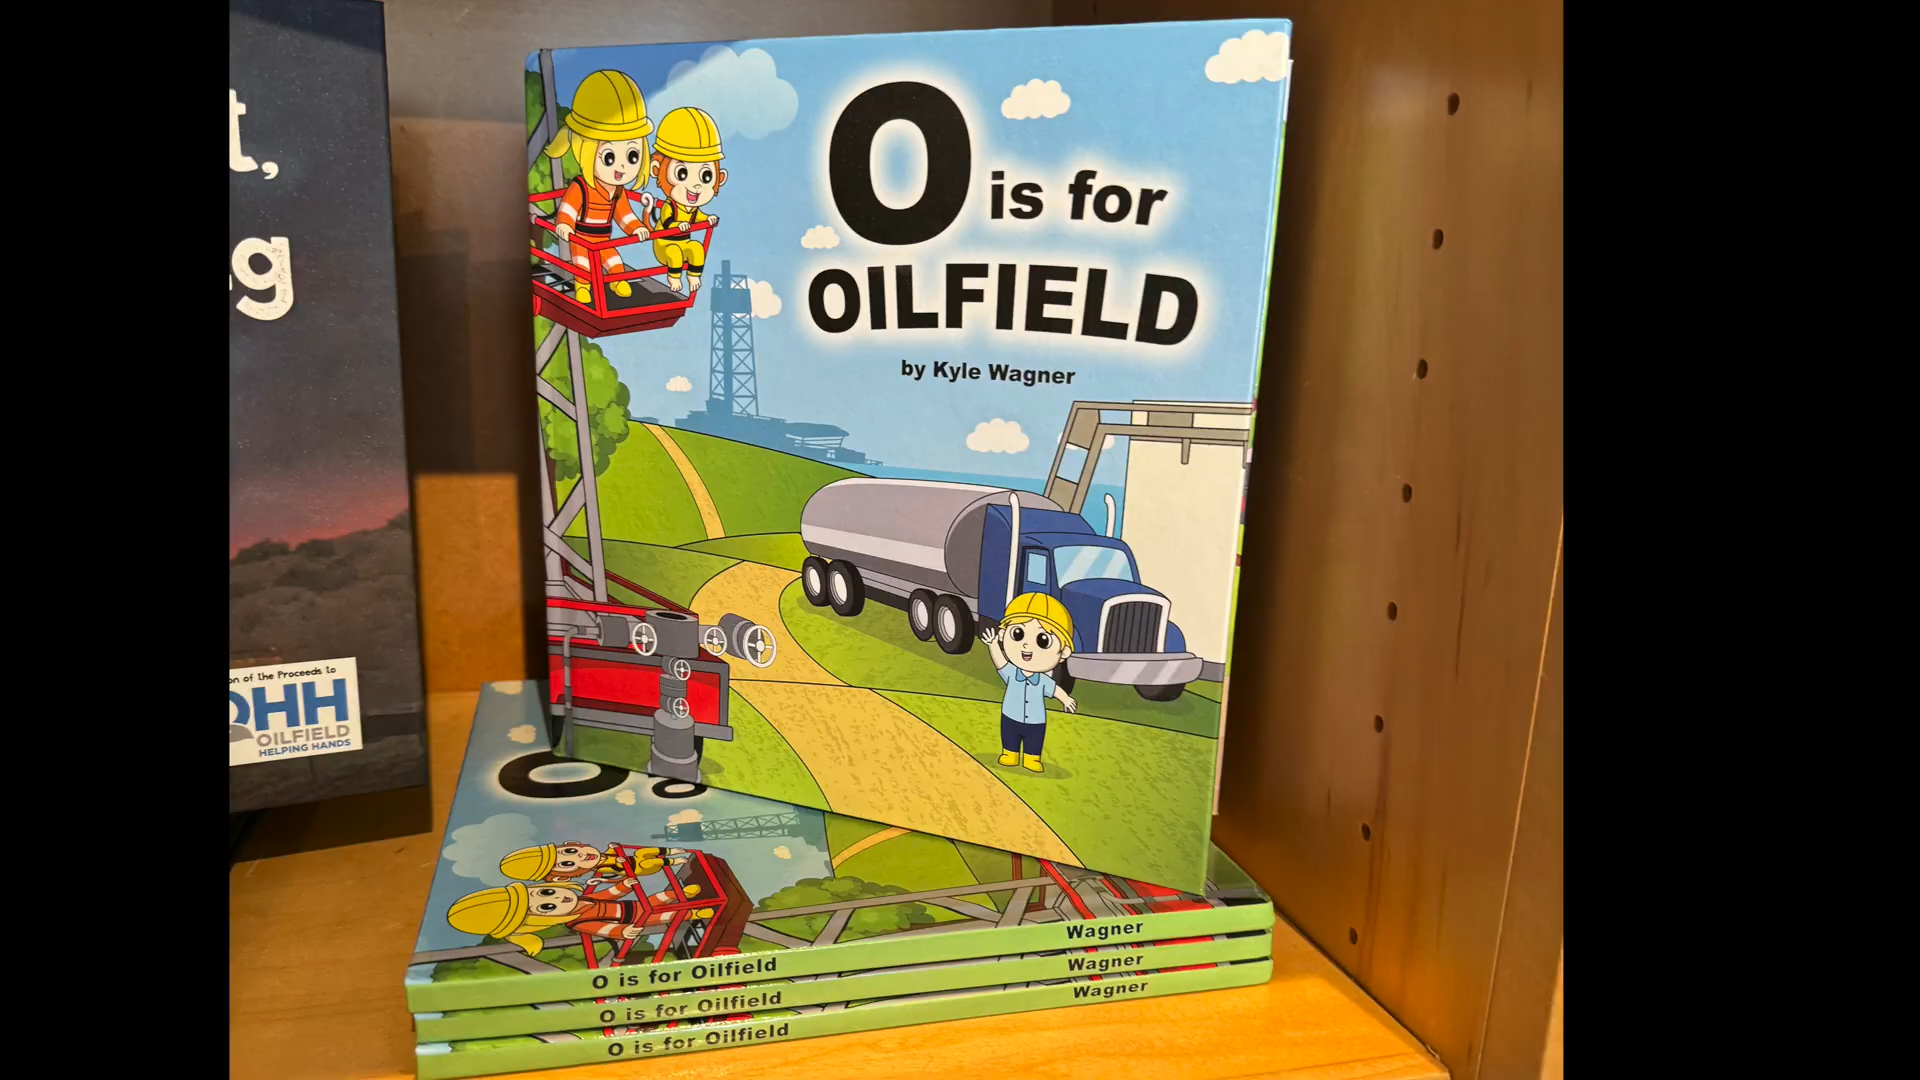 t,
g
on of the Proceeds to
OHH
OILFIELD
HELPING HANDS
O is for
OILFIELD
by Kyle Wagner
O is for Oilfield Wagner
O is for Oilfield Wagner
O is for Oilfield Wagner